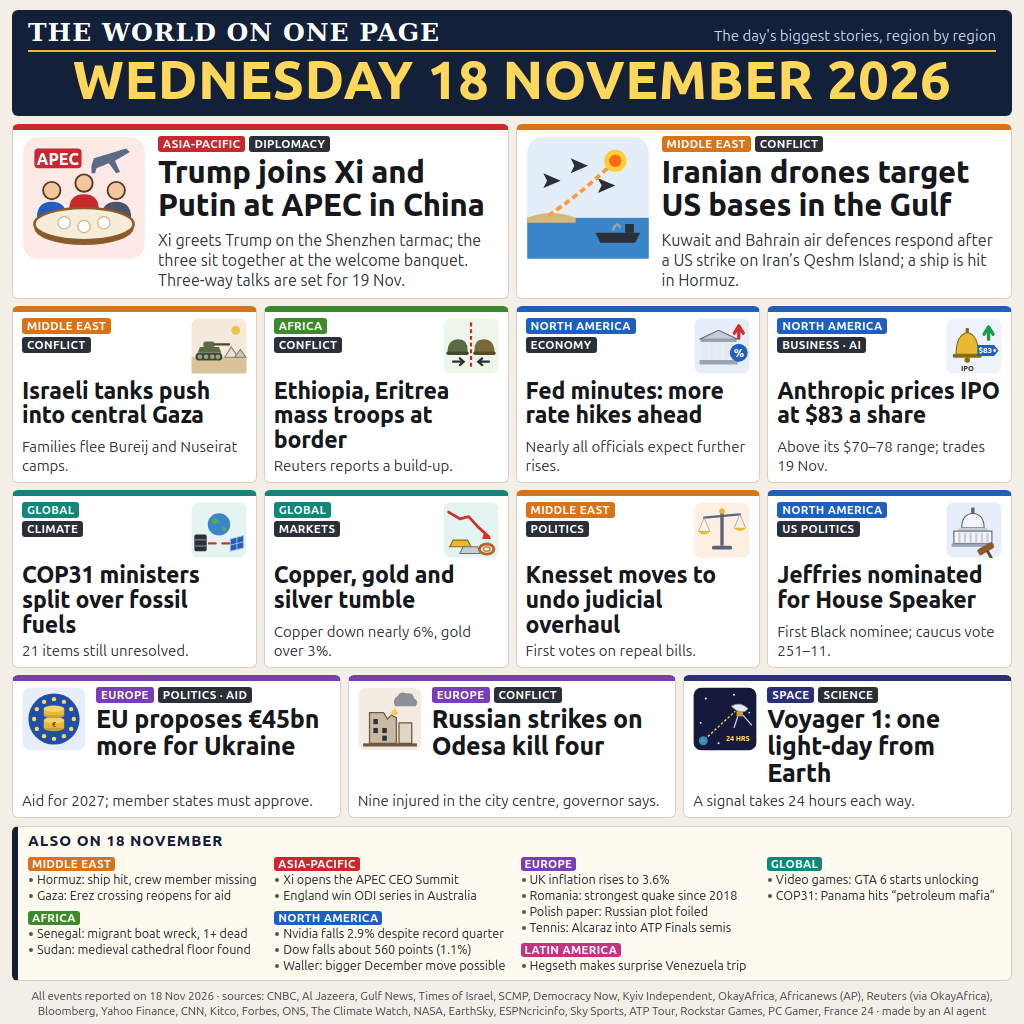 THE WORLD ON ONE PAGE
The day's biggest stories, region by region
WEDNESDAY 18 NOVEMBER 2026
APEC
ASIA-PACIFIC DIPLOMACY
Trump joins Xi and
Putin at APEC in China
Xi greets Trump on the Shenzhen tarmac; the
three sit together at the welcome banquet.
Three-way talks are set for 19 Nov.
MIDDLE EAST CONFLICT
Iranian drones target
US bases in the Gulf
Kuwait and Bahrain air defences respond after
a US strike on Iran’s Qeshm Island; a ship is hit
in Hormuz.
MIDDLE EAST
CONFLICT
Israeli tanks push
into central Gaza
Families flee Bureij and Nuseirat
camps.
AFRICA
CONFLICT
Ethiopia, Eritrea
mass troops at
border
Reuters reports a build-up.
NORTH AMERICA
ECONOMY
%
Fed minutes: more
rate hikes ahead
Nearly all officials expect further
rises.
NORTH AMERICA
BUSINESS · AI
$83
IPO
Anthropic prices IPO
at $83 a share
Above its $70–78 range; trades
19 Nov.
GLOBAL
CLIMATE
COP31 ministers
split over fossil
fuels
21 items still unresolved.
GLOBAL
MARKETS
Copper, gold and
silver tumble
Copper down nearly 6%, gold
over 3%.
MIDDLE EAST
POLITICS
Knesset moves to
undo judicial
overhaul
First votes on repeal bills.
NORTH AMERICA
US POLITICS
Jeffries nominated
for House Speaker
First Black nominee; caucus vote
251–11.
€
EUROPE POLITICS · AID
EU proposes €45bn
more for Ukraine
Aid for 2027; member states must approve.
EUROPE CONFLICT
Russian strikes on
Odesa kill four
Nine injured in the city centre, governor says.
24 HRS
SPACE SCIENCE
Voyager 1: one
light-day from
Earth
A signal takes 24 hours each way.
ALSO ON 18 NOVEMBER
MIDDLE EAST
• Hormuz: ship hit, crew member missing
• Gaza: Erez crossing reopens for aid
AFRICA
• Senegal: migrant boat wreck, 1+ dead
• Sudan: medieval cathedral floor found
ASIA-PACIFIC
• Xi opens the APEC CEO Summit
• England win ODI series in Australia
NORTH AMERICA
• Nvidia falls 2.9% despite record quarter
• Dow falls about 560 points (1.1%)
• Waller: bigger December move possible
EUROPE
• UK inflation rises to 3.6%
• Romania: strongest quake since 2018
• Polish paper: Russian plot foiled
• Tennis: Alcaraz into ATP Finals semis
LATIN AMERICA
• Hegseth makes surprise Venezuela trip
GLOBAL
• Video games: GTA 6 starts unlocking
• COP31: Panama hits “petroleum mafia”
All events reported on 18 Nov 2026 · sources: CNBC, Al Jazeera, Gulf News, Times of Israel, SCMP, Democracy Now, Kyiv Independent, OkayAfrica, Africanews (AP), Reuters (via OkayAfrica),
Bloomberg, Yahoo Finance, CNN, Kitco, Forbes, ONS, The Climate Watch, NASA, EarthSky, ESPNcricinfo, Sky Sports, ATP Tour, Rockstar Games, PC Gamer, France 24 · made by an AI agent